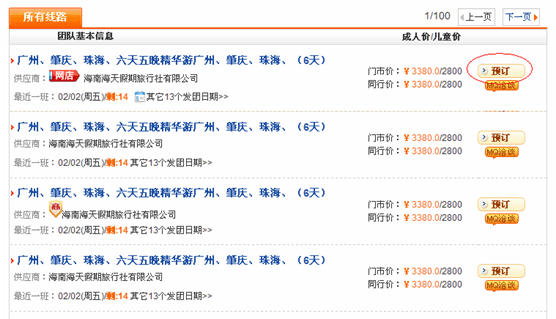 所有线路
1/100 上一页 下一页
团队基本信息 成人价/儿童价
广州、肇庆、珠海、六天五晚精华游广州、肇庆、珠海、（6天）
供应商： 网店 海南海天假期旅行社有限公司
最近一班：02/02(周五)/剩:14 其它13个发团日期>>
门市价：¥ 3380.0/2800 预订
同行价：¥ 3380.0/2800 MQ洽谈
广州、肇庆、珠海、六天五晚精华游广州、肇庆、珠海、（6天）
供应商：海南海天假期旅行社有限公司
最近一班：02/02(周五)/剩:14 其它13个发团日期>>
门市价：¥ 3380.0/2800 预订
同行价：¥ 3380.0/2800 MQ洽谈
广州、肇庆、珠海、六天五晚精华游广州、肇庆、珠海、（6天）
供应商： 海南海天假期旅行社有限公司
最近一班：02/02(周五)/剩:14 其它13个发团日期>>
门市价：¥ 3380.0/2800 预订
同行价：¥ 3380.0/2800 MQ洽谈
广州、肇庆、珠海、六天五晚精华游广州、肇庆、珠海、（6天）
供应商：海南海天假期旅行社有限公司
最近一班：02/02(周五)/剩:14 其它13个发团日期>>
门市价：¥ 3380.0/2800 预订
同行价：¥ 3380.0/2800 MQ洽谈